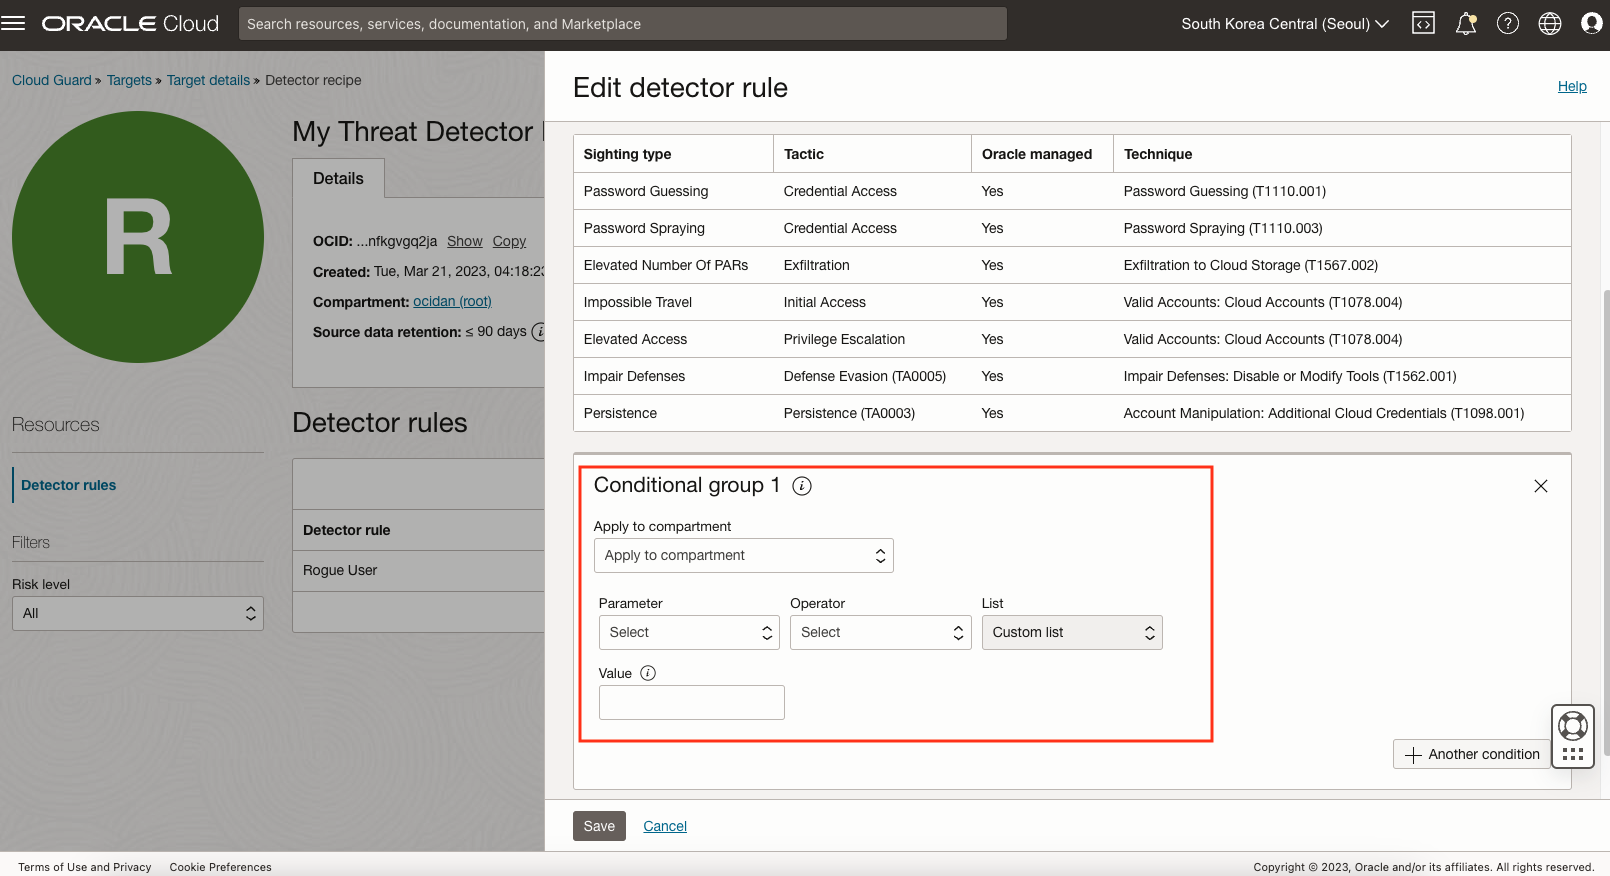 ORACLE Cloud
Search resources, services, documentation, and Marketplace
South Korea Central (Seoul)
Cloud Guard » Targets » Target details » Detector recipe
R
My Threat Detector
Details
OCID: ...nfkgvgq2ja Show Copy
Created: Tue, Mar 21, 2023, 04:18:23
Compartment: ocidan (root)
Source data retention: ≤ 90 days
Resources
Detector rules
Filters
Risk level
All
Detector rules
Detector rule
Rogue User
Edit detector rule
Help
Sighting type Tactic Oracle managed Technique
Password Guessing Credential Access Yes Password Guessing (T1110.001)
Password Spraying Credential Access Yes Password Spraying (T1110.003)
Elevated Number Of PARs Exfiltration Yes Exfiltration to Cloud Storage (T1567.002)
Impossible Travel Initial Access Yes Valid Accounts: Cloud Accounts (T1078.004)
Elevated Access Privilege Escalation Yes Valid Accounts: Cloud Accounts (T1078.004)
Impair Defenses Defense Evasion (TA0005) Yes Impair Defenses: Disable or Modify Tools (T1562.001)
Persistence Persistence (TA0003) Yes Account Manipulation: Additional Cloud Credentials (T1098.001)
Conditional group 1
Apply to compartment
Apply to compartment
Parameter Operator List
Select Select Custom list
Value
Another condition
Save Cancel
Terms of Use and Privacy Cookie Preferences
Copyright © 2023, Oracle and/or its affiliates. All rights reserved.